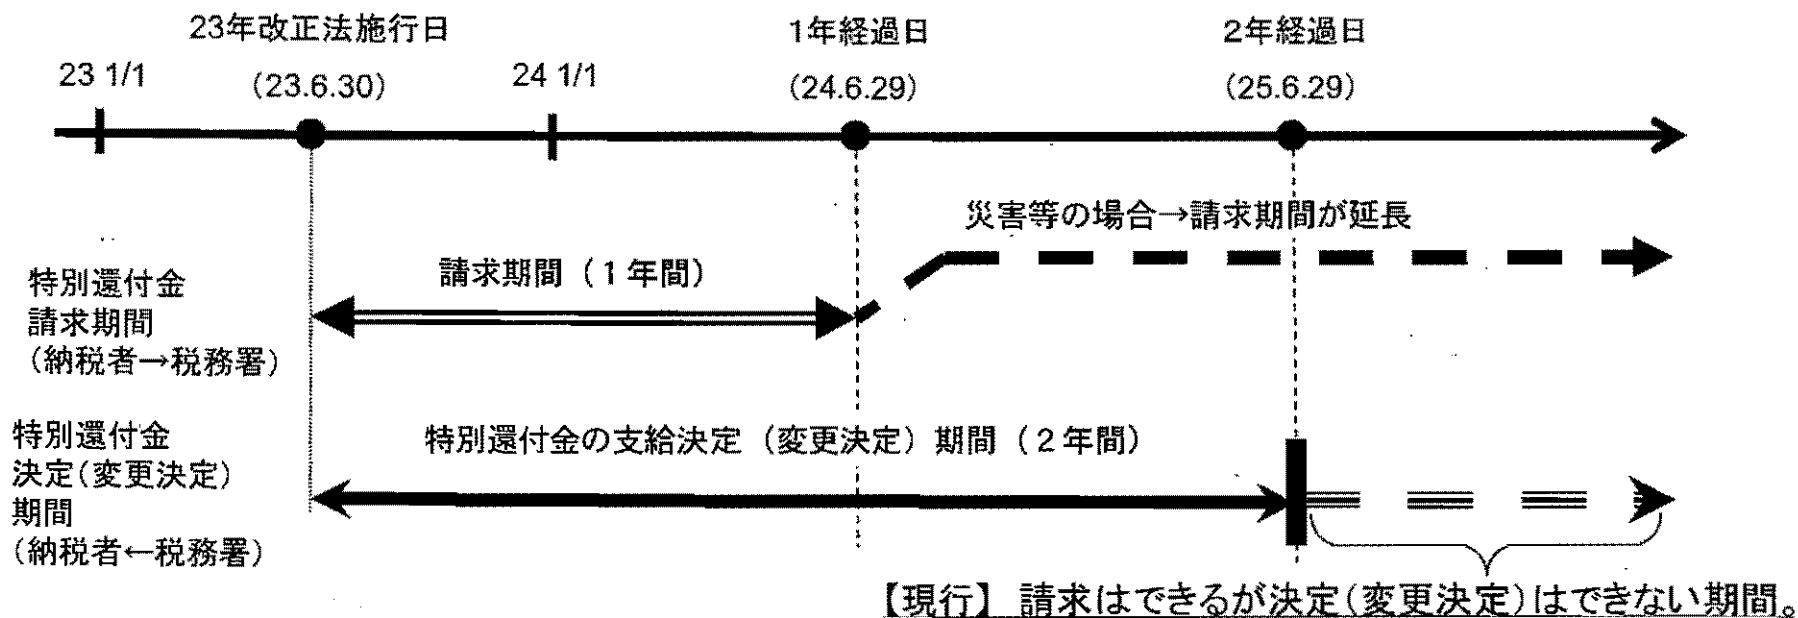 23年改正法施行日
1年経過日
2年経過日
23 1/1
(23.6.30)
24 1/1
(24.6.29)
(25.6.29)
災害等の場合→請求期間が延長
請求期間(1年間)
特別還付金
請求期間
(納税者→税務署)
特別還付金の支給決定(変更決定)期間(2年間)
特別還付金
決定(変更決定)
期間
(納税者←税務署)
【現行】 請求はできるが決定(変更決定)はできない期間。